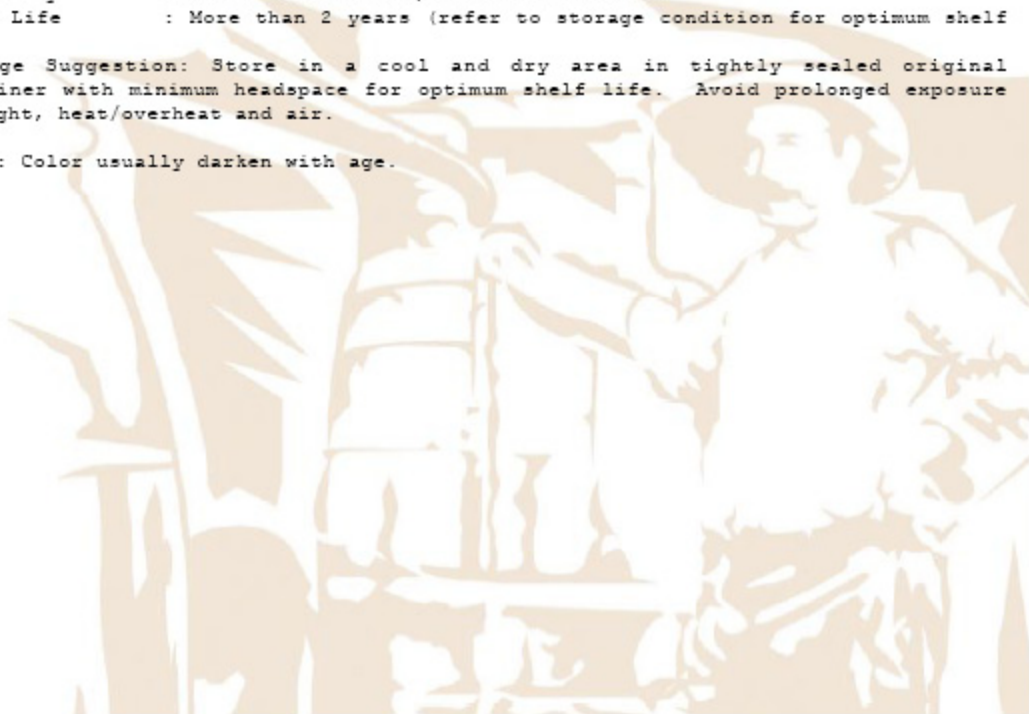 Life : More than 2 years (refer to storage condition for optimum shelf
ge Suggestion: Store in a cool and dry area in tightly sealed original
iner with minimum headspace for optimum shelf life. Avoid prolonged exposure
ght, heat/overheat and air.
: Color usually darken with age.